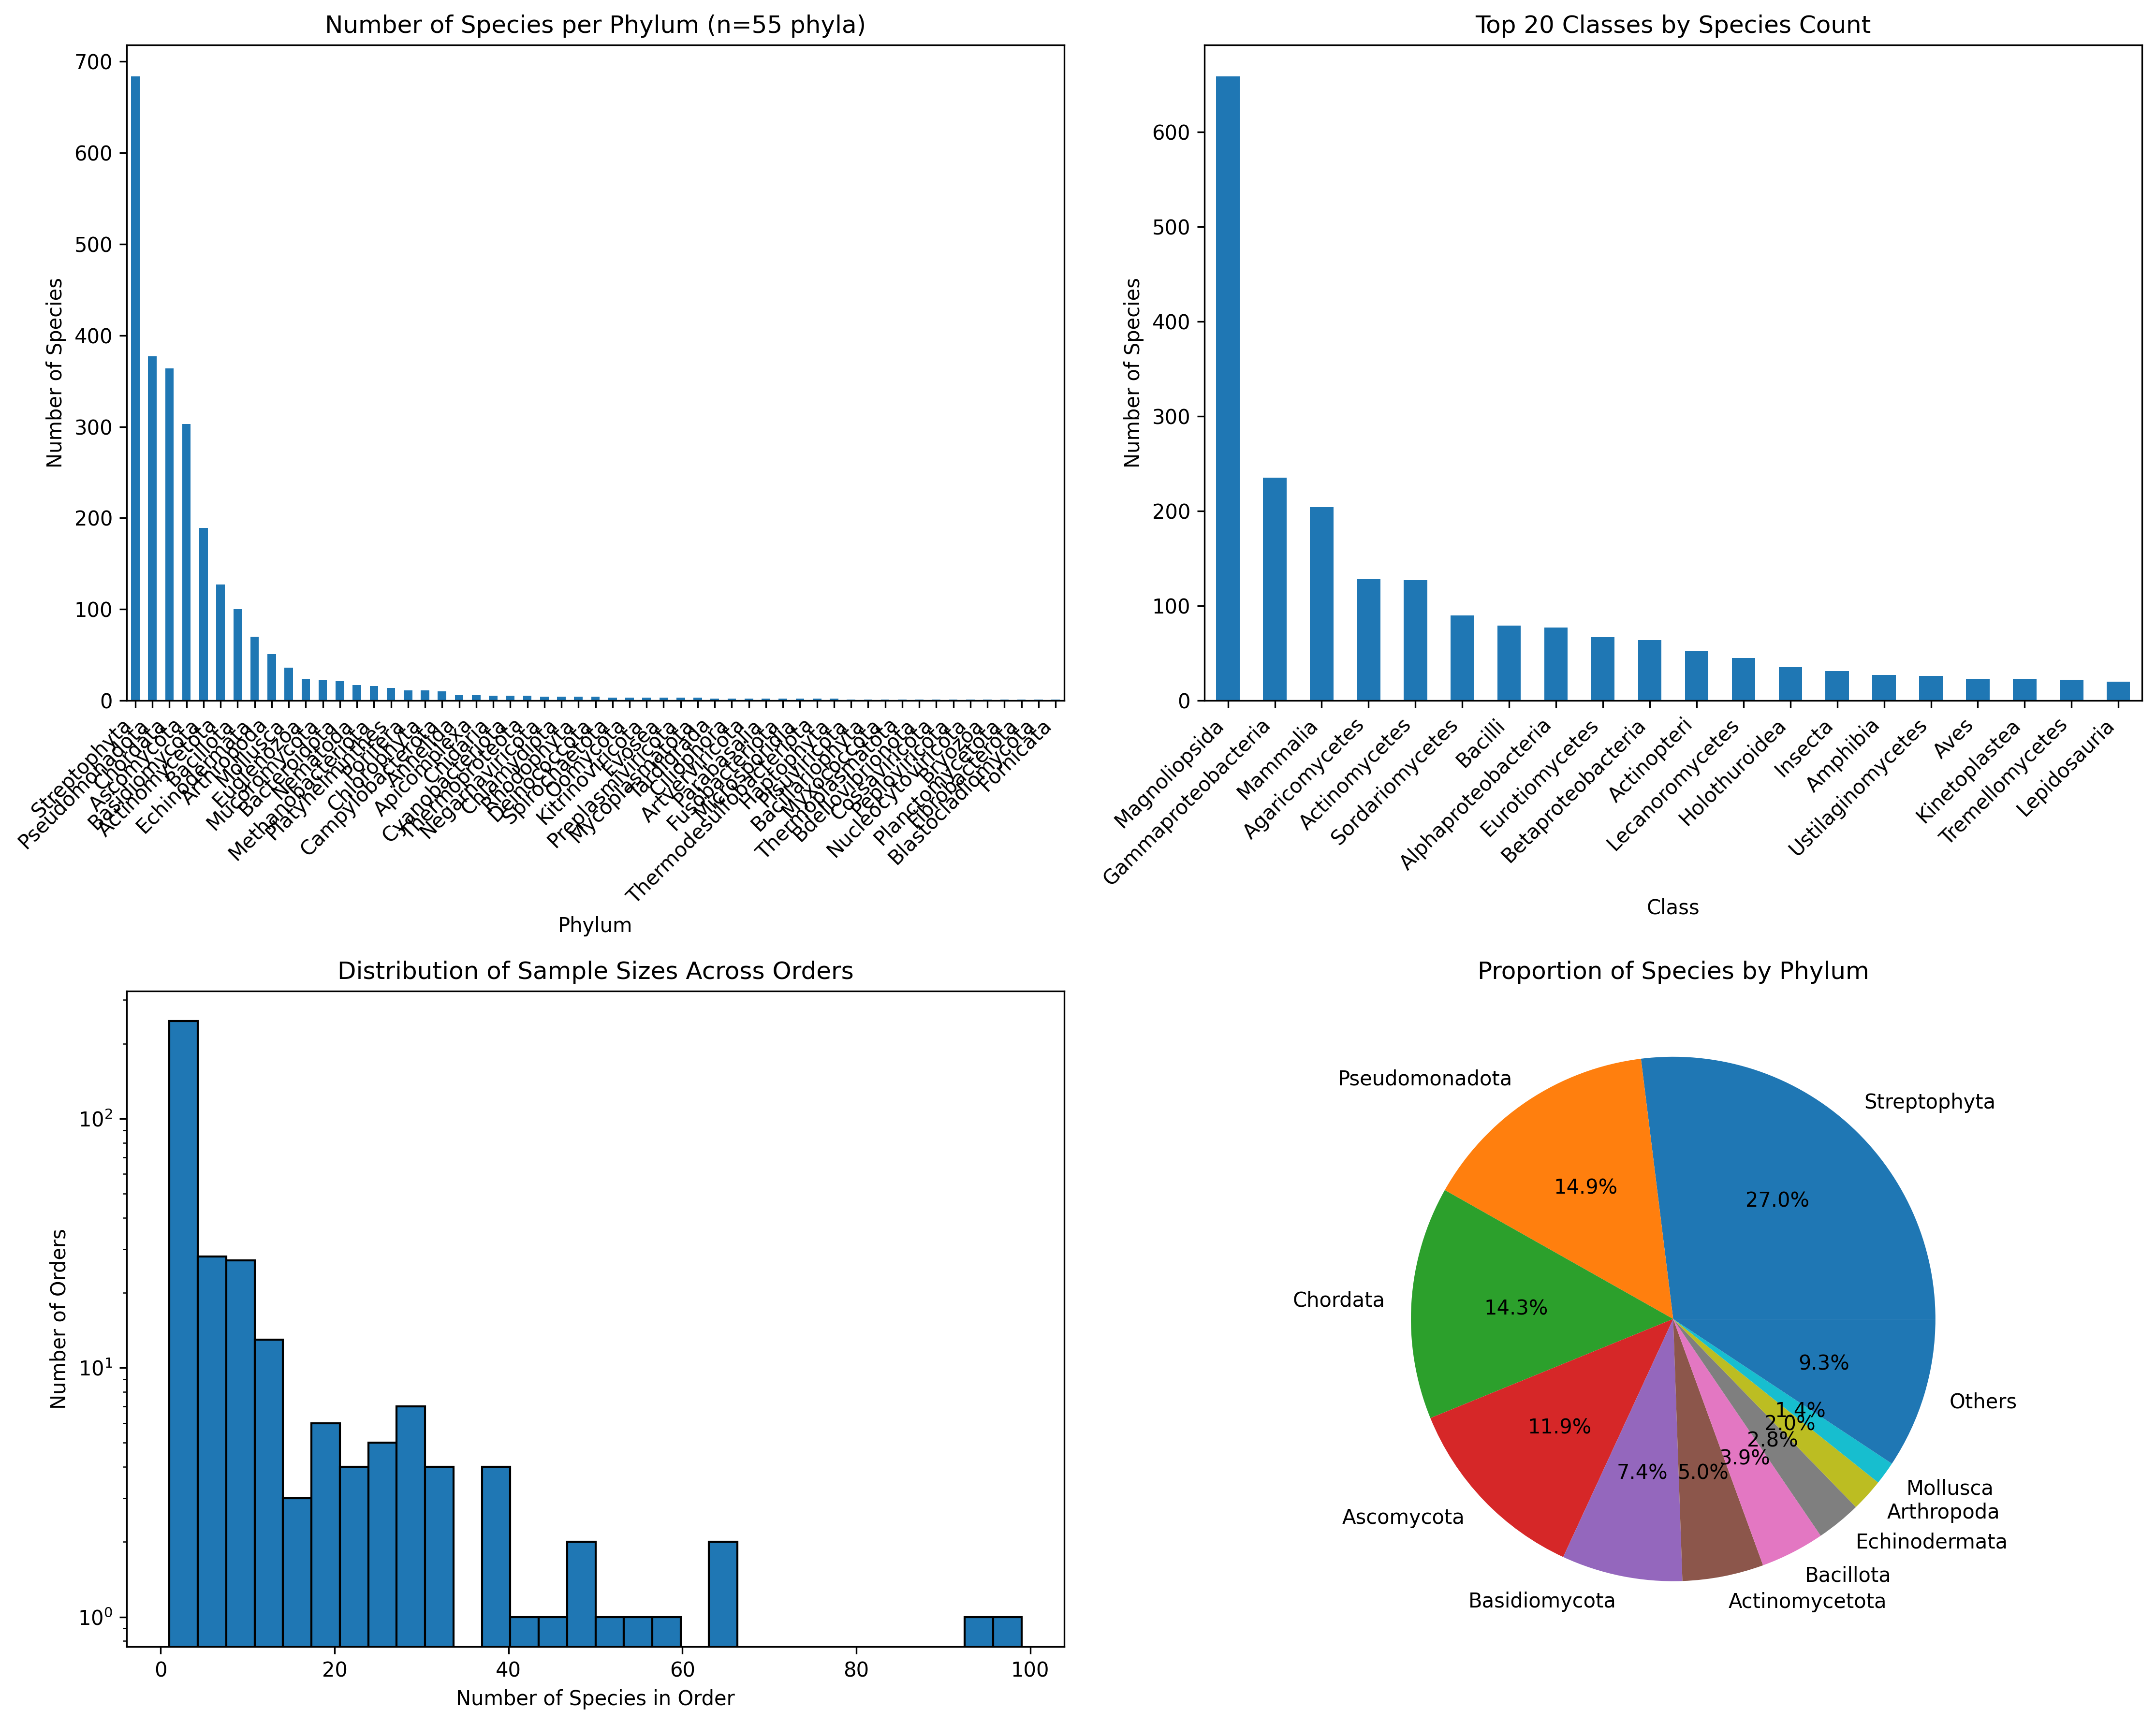 Number of Species per Phylum (n=55 phyla)
Number of Species
700
600
500
400
300
200
100
0
Streptophyta
Pseudomonadota
Chordata
Ascomycota
Basidiomycota
Actinomycetota
Bacillota
Echinodermata
Arthropoda
Mollusca
Euglenozoa
Mucoromycota
Bacteroidota
Nematoda
Methanobacteriota
Platyhelminthes
Porifera
Chlorophyta
Campylobacterota
Annelida
Apicomplexa
Cnidaria
Cyanobacteriota
Thermoproteota
Negarnaviricota
Chlamydiota
Rhodophyta
Deinococcota
Spirochaetota
Oomycota
Kitrinoviricota
Evosea
Preplasmiviricota
Mycoplasmatota
Tardigrada
Ciliophora
Artverviricota
Parabasalia
Fusobacteriota
Microsporidia
Thermodesulfobacteriota
Haptophyta
Pisuviricota
Bacillariophyta
Myxococcota
Thermoplasmatota
Bdellovibrionota
Cossaviricota
Streptophyta
Nucleocytoviricota
Bryozoa
Planctomycetota
Blastocladiomycota
Fornicata
Phylum
Top 20 Classes by Species Count
Number of Species
600
500
400
300
200
100
0
Magnoliopsida
Gammaproteobacteria
Mammalia
Agaricomycetes
Actinomycetes
Sordariomycetes
Bacilli
Alphaproteobacteria
Eurotiomycetes
Betaproteobacteria
Actinopteri
Lecanoromycetes
Holothuroidea
Insecta
Amphibia
Ustilaginomycetes
Aves
Kinetoplastea
Tremellomycetes
Lepidosauria
Class
Distribution of Sample Sizes Across Orders
Number of Orders
10²
10¹
10⁰
0 20 40 60 80 100
Number of Species in Order
Proportion of Species by Phylum
Streptophyta
27.0%
Pseudomonadota
14.9%
Chordata
14.3%
Ascomycota
11.9%
Basidiomycota
7.4%
Actinomycetota
5.0%
Bacillota
3.9%
Echinodermata
2.8%
Arthropoda
2.0%
Mollusca
1.4%
Others
9.3%